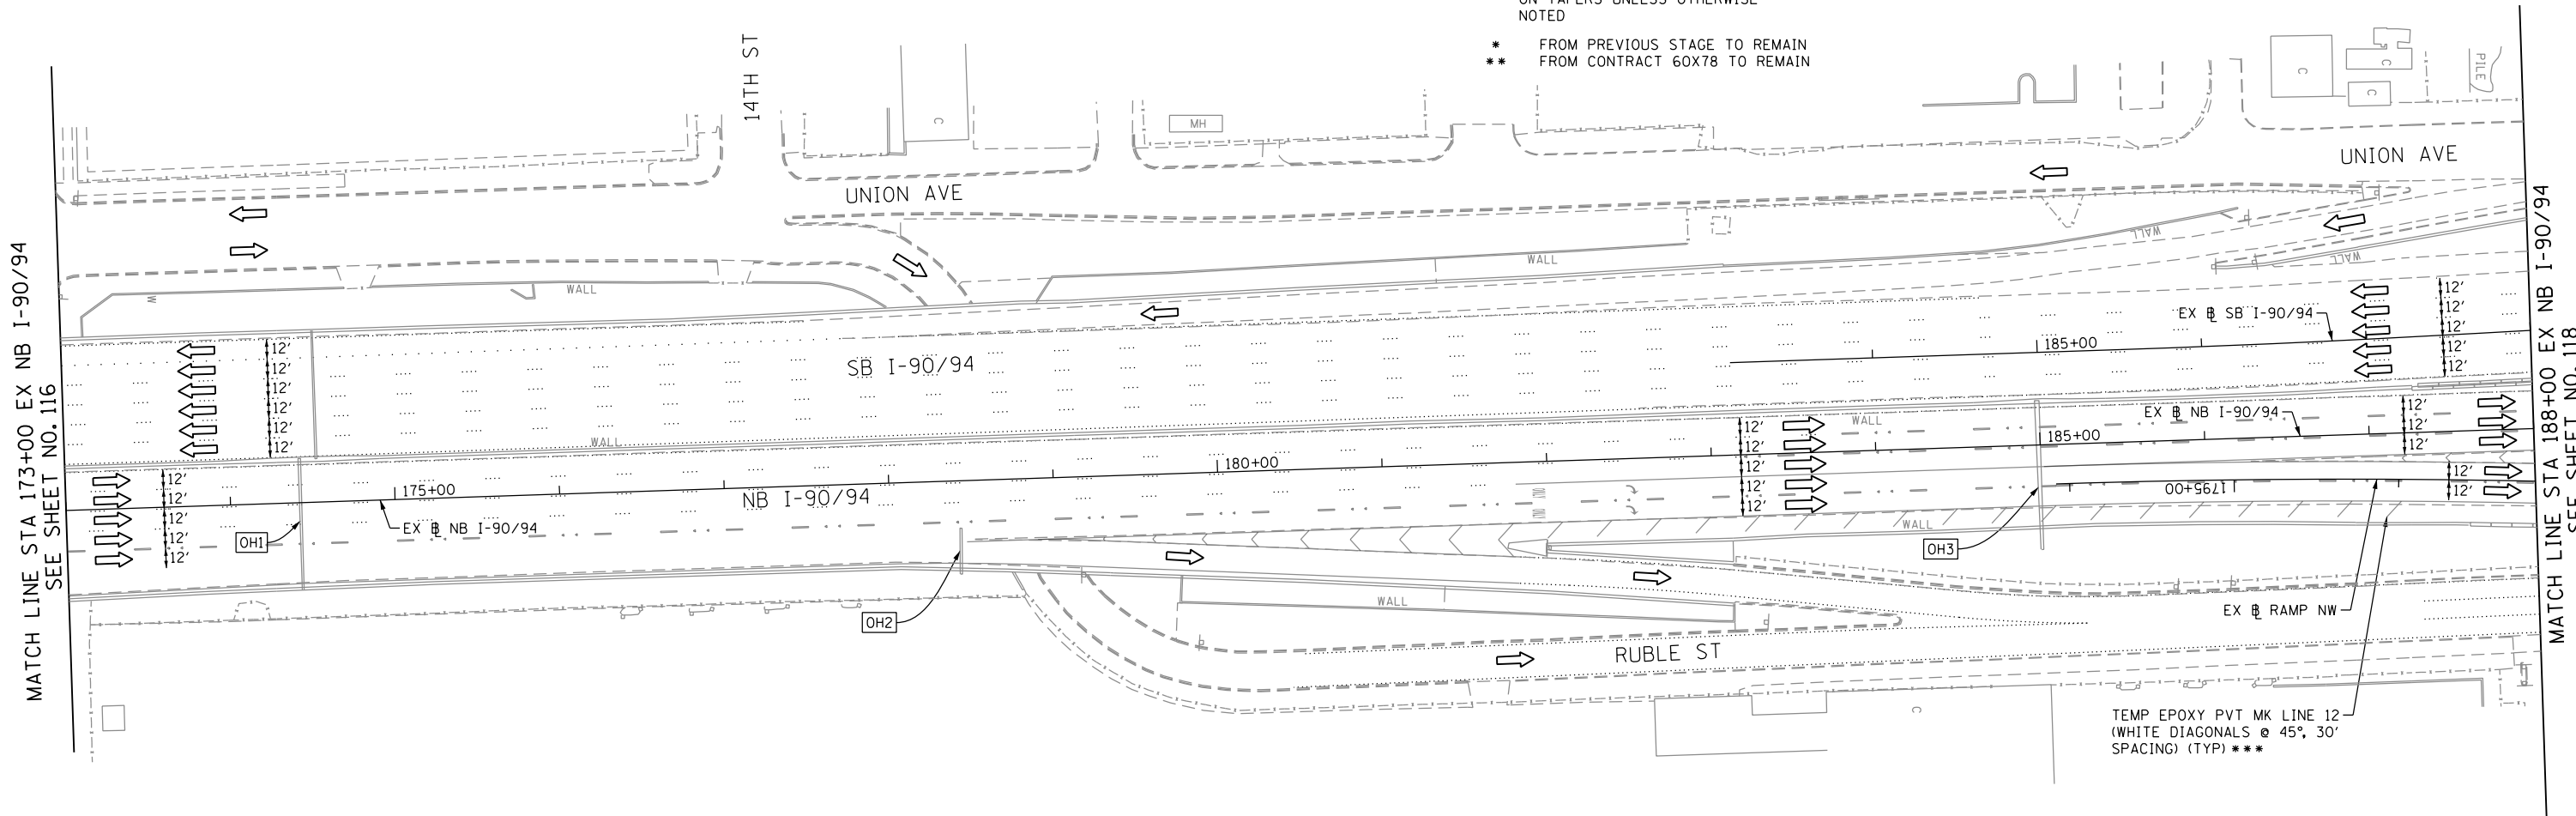 NOTED
* FROM PREVIOUS STAGE TO REMAIN
** FROM CONTRACT 60X78 TO REMAIN
14TH ST
C
MH
C
C
C
PILE
UNION AVE
UNION AVE
WALL
WALL
WALL
WALL
W
MATCH LINE STA 173+00 EX NB I-90/94
SEE SHEET NO. 116
12'
12'
12'
12'
12'
12'
SB I-90/94
185+00
EX B SB I-90/94
12'
12'
12'
12'
12'
WALL
WALL
12'
12'
12'
12'
12'
OH1
175+00
EX B NB I-90/94
NB I-90/94
180+00
12'
12'
12'
12'
12'
EX B NB I-90/94
185+00
12'
12'
12'
12'
12'
1795+00
WALL
OH2
OH3
WALL
EX B RAMP NW
RUBLE ST
C
TEMP EPOXY PVT MK LINE 12
(WHITE DIAGONALS @ 45°, 30'
SPACING) (TYP) ***
MATCH LINE STA 188+00 EX NB I-90/94
SEE SHEET NO. 118